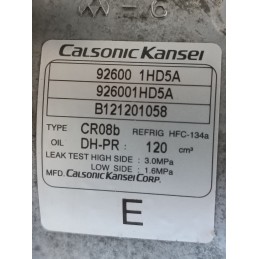 CALSONIC KANSEI
92600 1HD5A
926001HD5A
B121201058
TYPE CR08b REFRIG HFC-134a
OIL DH-PR : 120 cm³
LEAK TEST HIGH SIDE : 3.0MPa
LOW SIDE : 1.6MPa
MFD. CALSONIC KANSEI CORP.
E